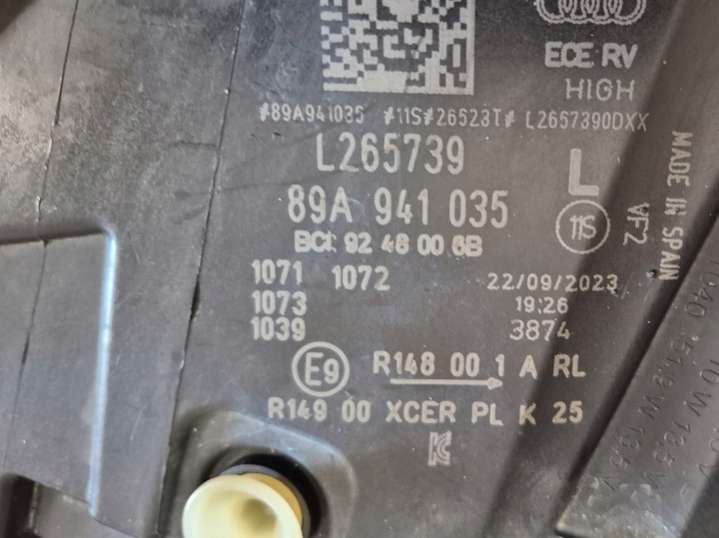 ECE RV
HIGH
#89A941035 #11S#26523T# L2657390DXX
L265739
L
89A 941 035
11S
VF2
MADE IN SPAIN
BCI 92 46 00 6B
1071 1072
22/09/2023
1073
19:26
1039
3874
E9
R148 00 1 A RL
R149 00 XCER PL K 25